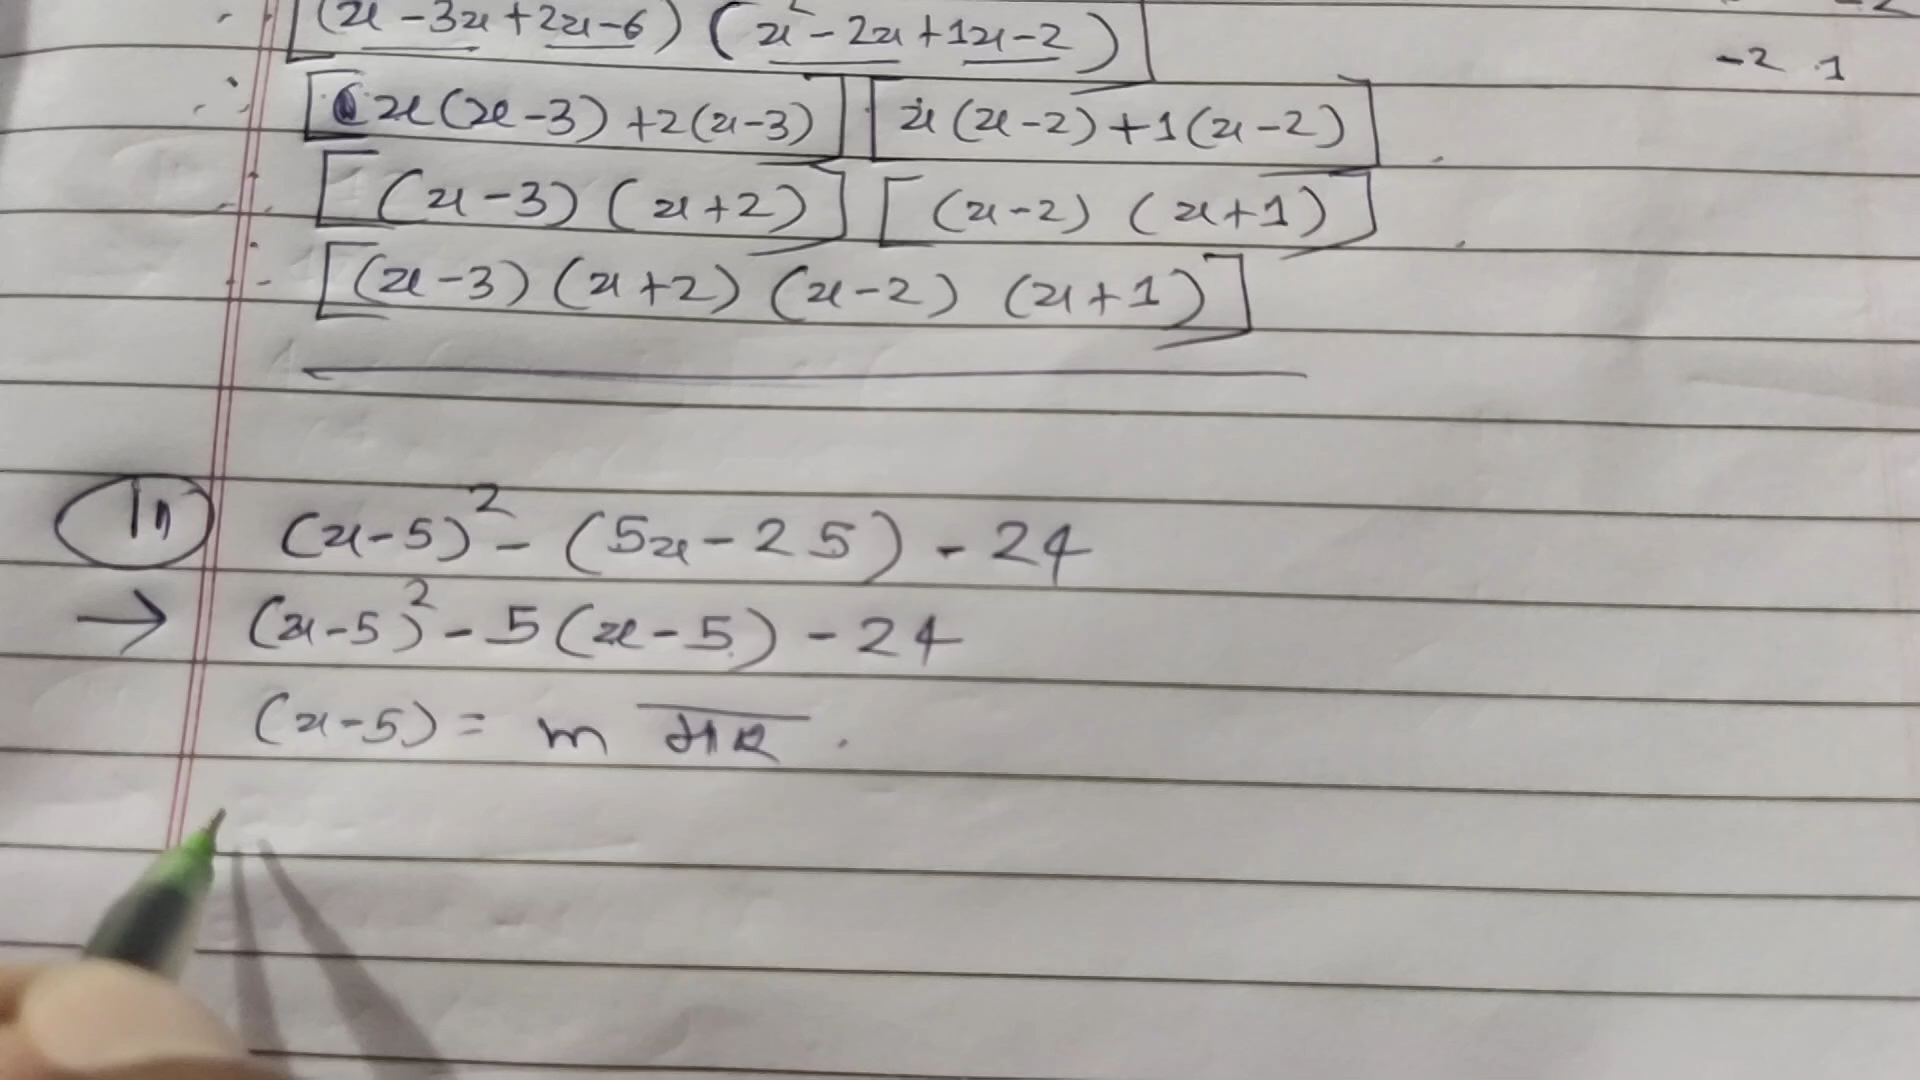 (x-3x+2x-6) (x²-2x+1x-2)]
-2 1
[x(x-3)+2(x-3)] [x(x-2)+1(x-2)]
[(x-3) (x+2)] [(x-2) (x+1)]
[(x-3) (x+2) (x-2) (x+1)]
(x-5)² - (5x-25) - 24
→ (x-5)² - 5(x-5) - 24
(x-5) = m